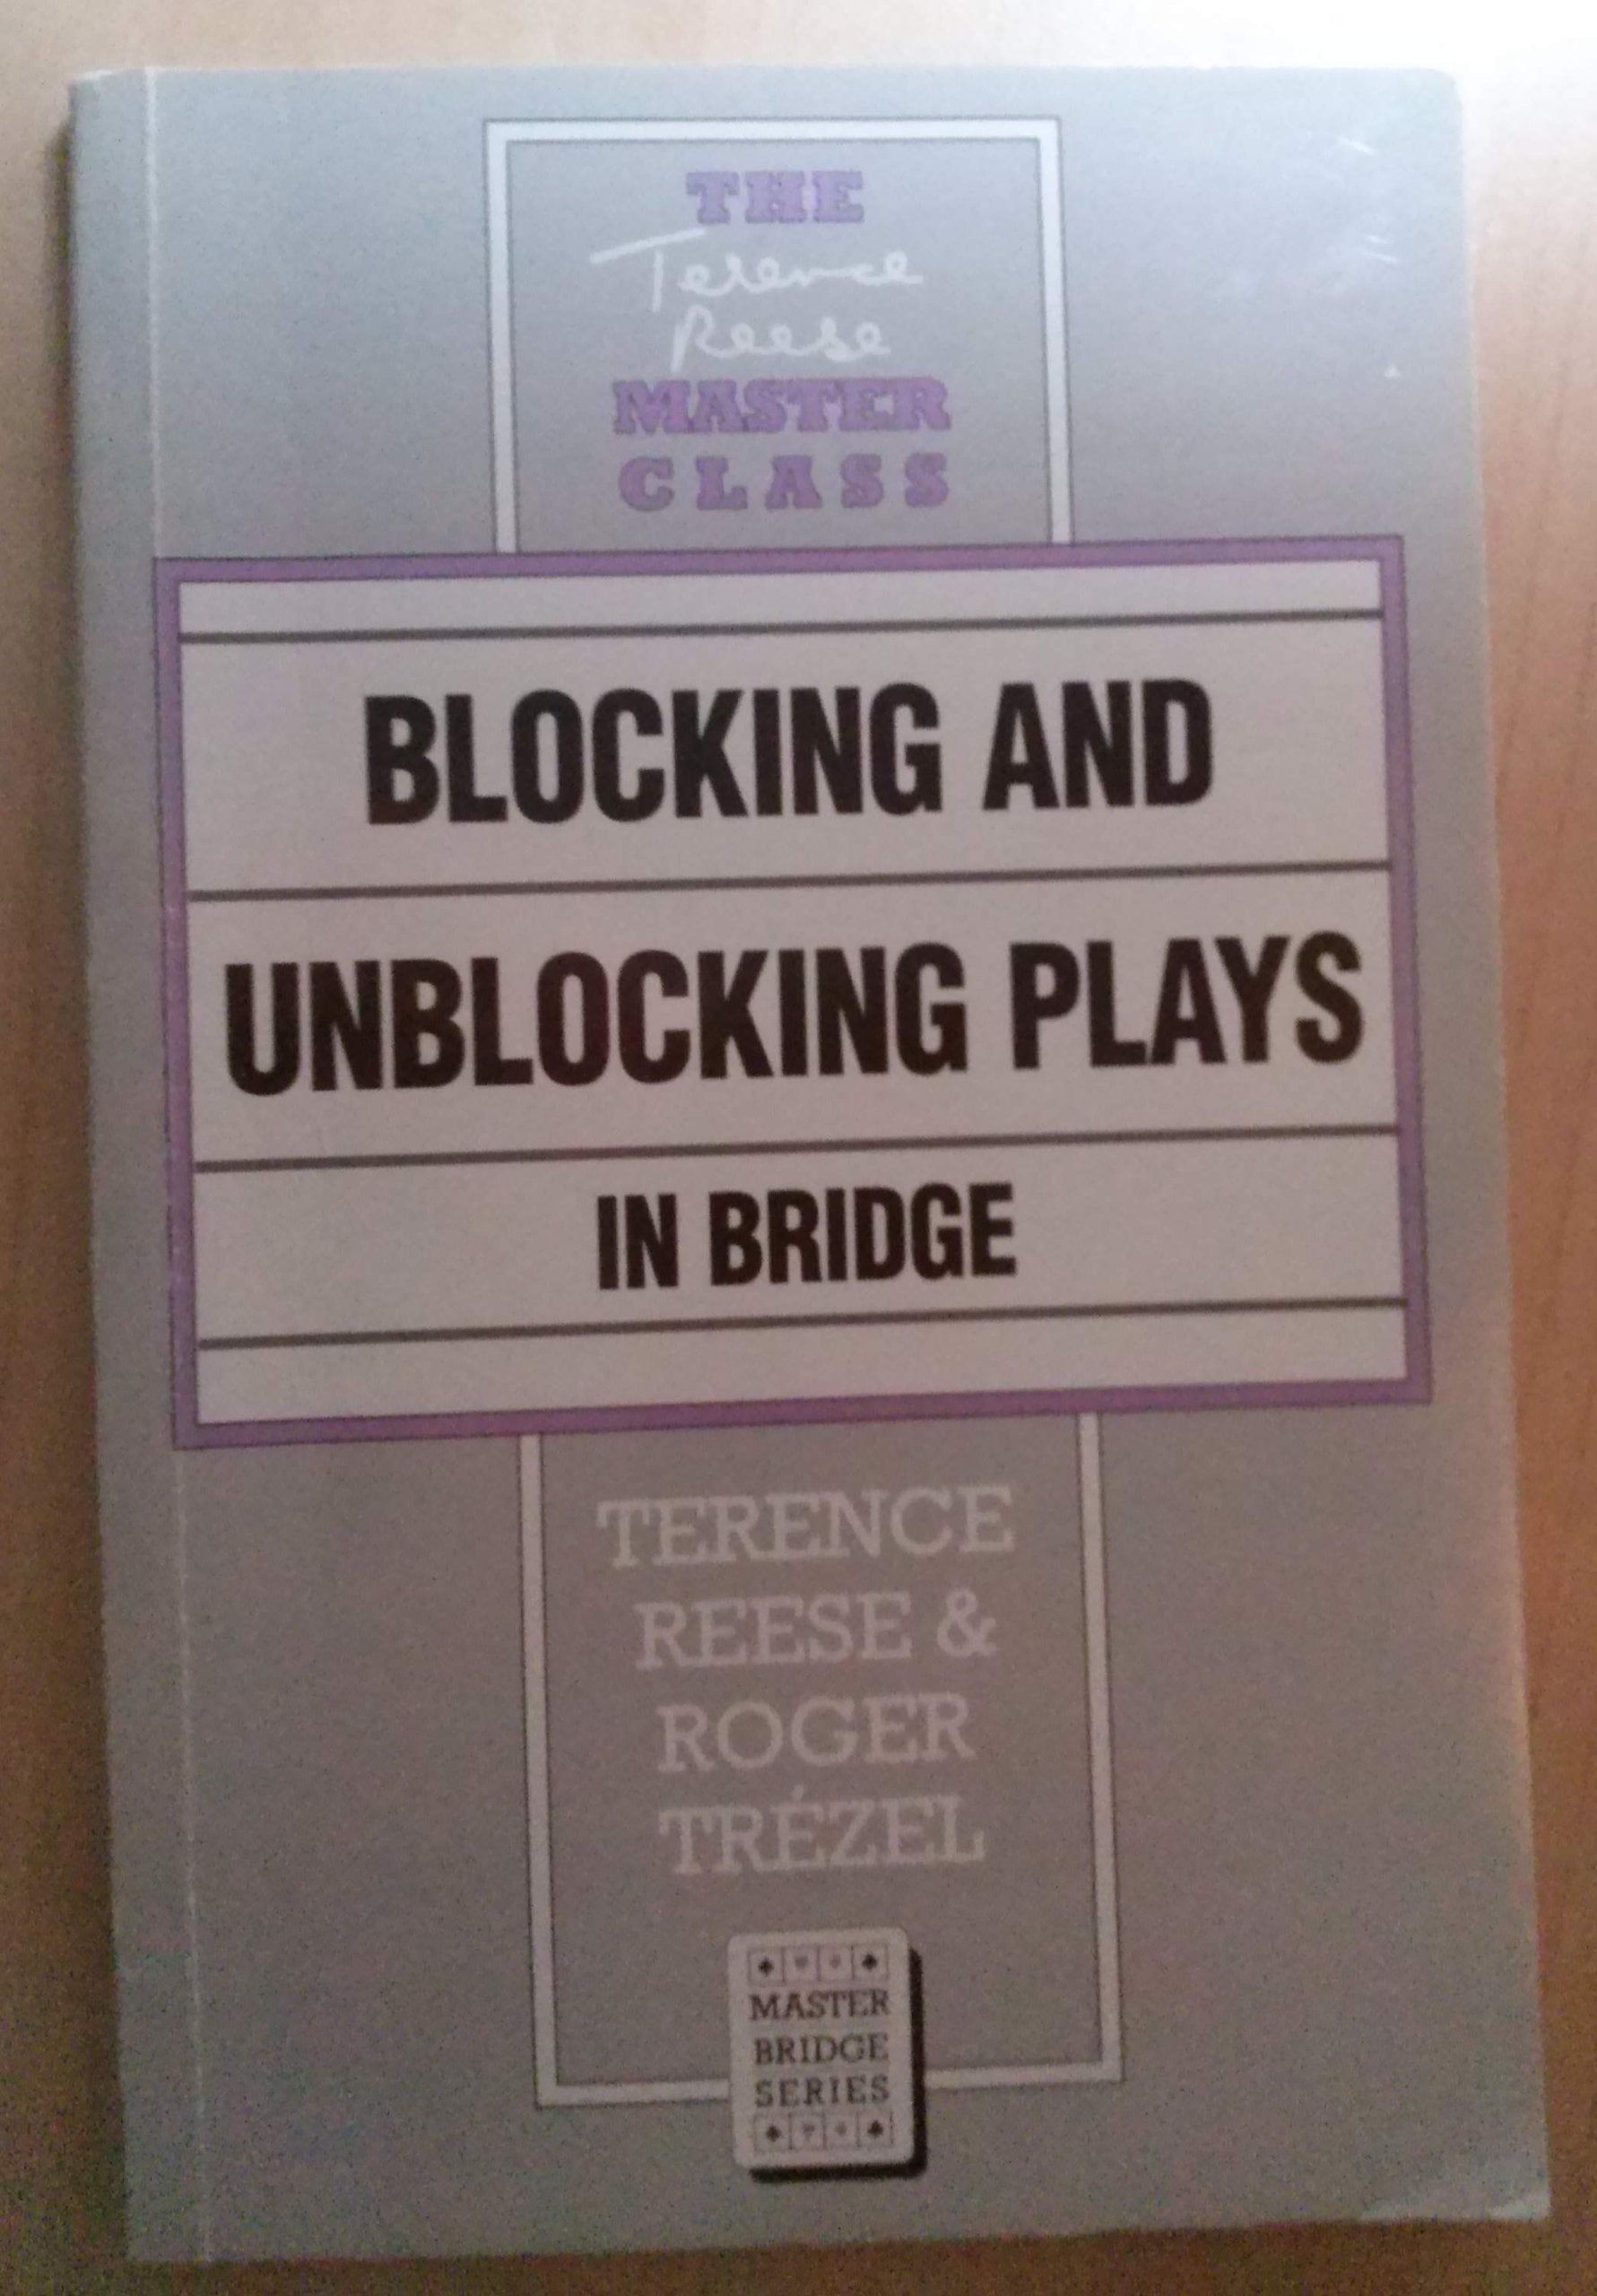 THE
Terence
Reese
MASTER
CLASS
BLOCKING AND
UNBLOCKING PLAYS
IN BRIDGE
TERENCE
REESE &
ROGER
TRÉZEL
MASTER
BRIDGE
SERIES